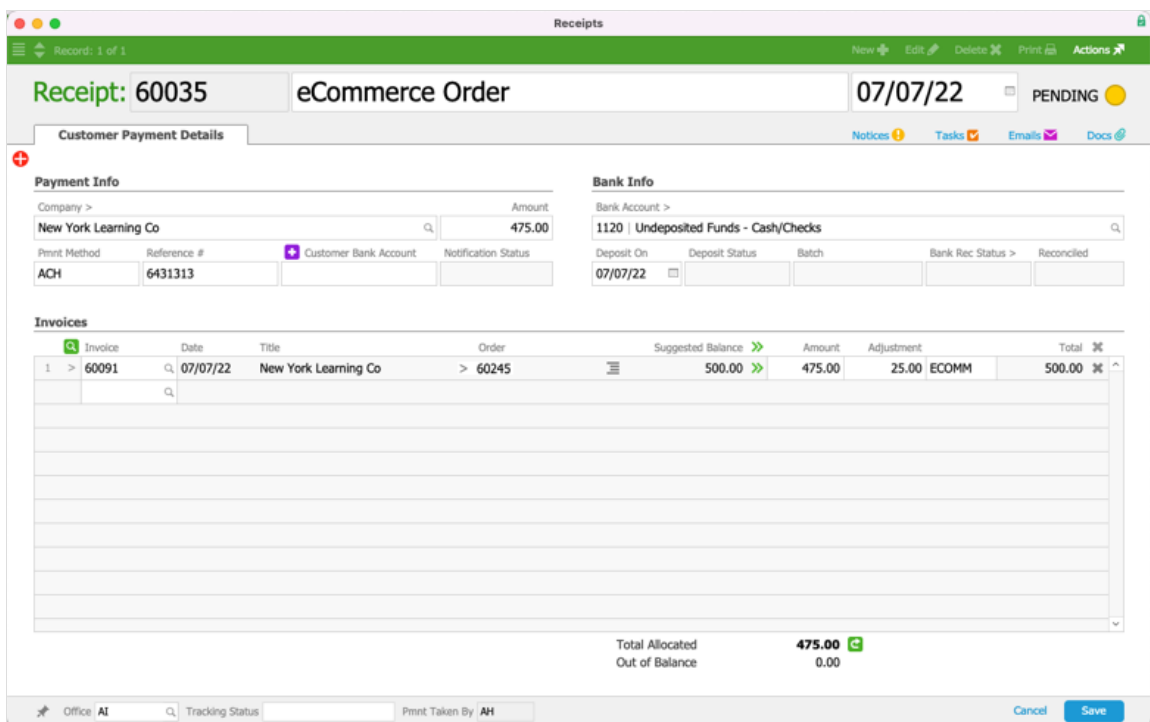 Receipts
Record: 1 of 1 New Edit Delete Print Actions
Receipt: 60035 eCommerce Order 07/07/22 PENDING
Customer Payment Details Notices Tasks Emails Docs
Payment Info Bank Info
Company > Amount Bank Account >
New York Learning Co 475.00 1120 | Undeposited Funds - Cash/Checks
Pmnt Method Reference # Customer Bank Account Notification Status Deposit On Deposit Status Batch Bank Rec Status > Reconciled
ACH 6431313 07/07/22
Invoices
Invoice Date Title Order Suggested Balance Amount Adjustment Total
1 > 60091 07/07/22 New York Learning Co > 60245 500.00 475.00 25.00 ECOMM 500.00
Total Allocated 475.00
Out of Balance 0.00
Office AI Tracking Status Pmnt Taken By AH Cancel Save